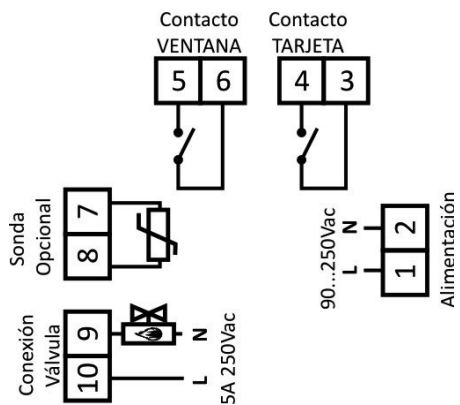 Contacto
VENTANA
5 6
Contacto
TARJETA
4 3
Sonda
Opcional
7
8
Conexión
Válvula
9
10
N
L
5A 250Vac
90...250Vac
N
L
2
1
Alimentación